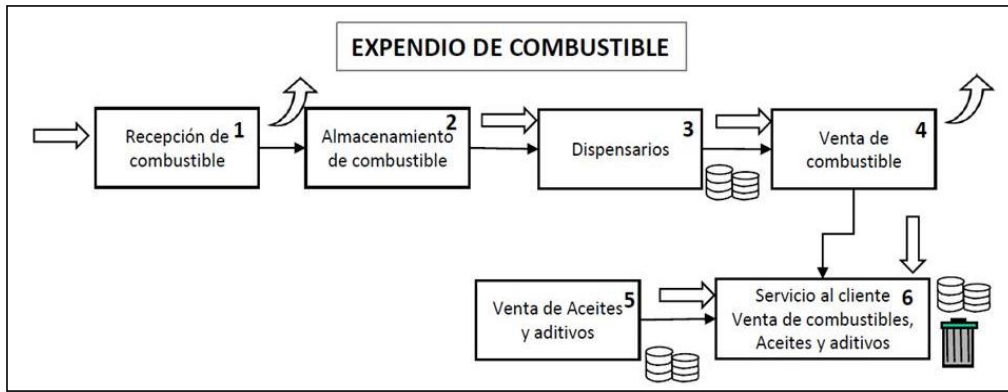 EXPENDIO DE COMBUSTIBLE
Recepción de 1
combustible
Almacenamiento 2
de combustible
3
Dispensarios
4
Venta de
combustible
Venta de Aceites 5
y aditivos
Servicio al cliente 6
Venta de combustibles,
Aceites y aditivos